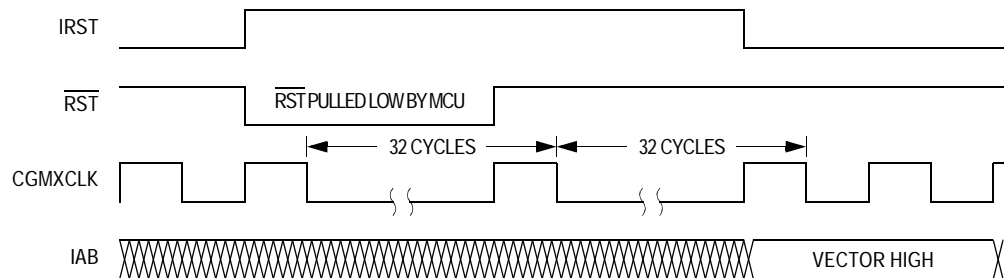 IRST
RST
RST PULLED LOW BY MCU
32 CYCLES 32 CYCLES
CGMXCLK
IAB
VECTOR HIGH